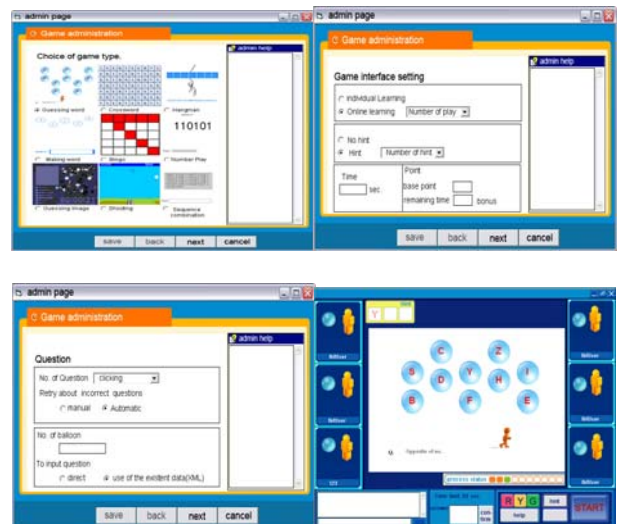 admin page
Game administration
admin help
Choice of game type.
Guessing word
Crossword
Hangman
110101
Making word
Bingo
Number Play
Guessing Image
Shooting
Sequence combination
save
back
next
cancel
admin page
Game administration
admin help
Game interface setting
Individual Learning
Online learning
Number of play
No hint
Hint
Number of hint
Time
sec.
Point
base point
remaining time
bonus
save
back
next
cancel
admin page
Game administration
admin help
Question
No. of Question
clicking
Retry about incorrect questions
manual
Automatic
No. of balloon
To input question
direct
use of the existent data(XML)
save
back
next
cancel
Y
C
Z
S
D
Y
H
I
B
F
E
Q.
Opposite of no...
process status
123
R Y G
hint
help
START